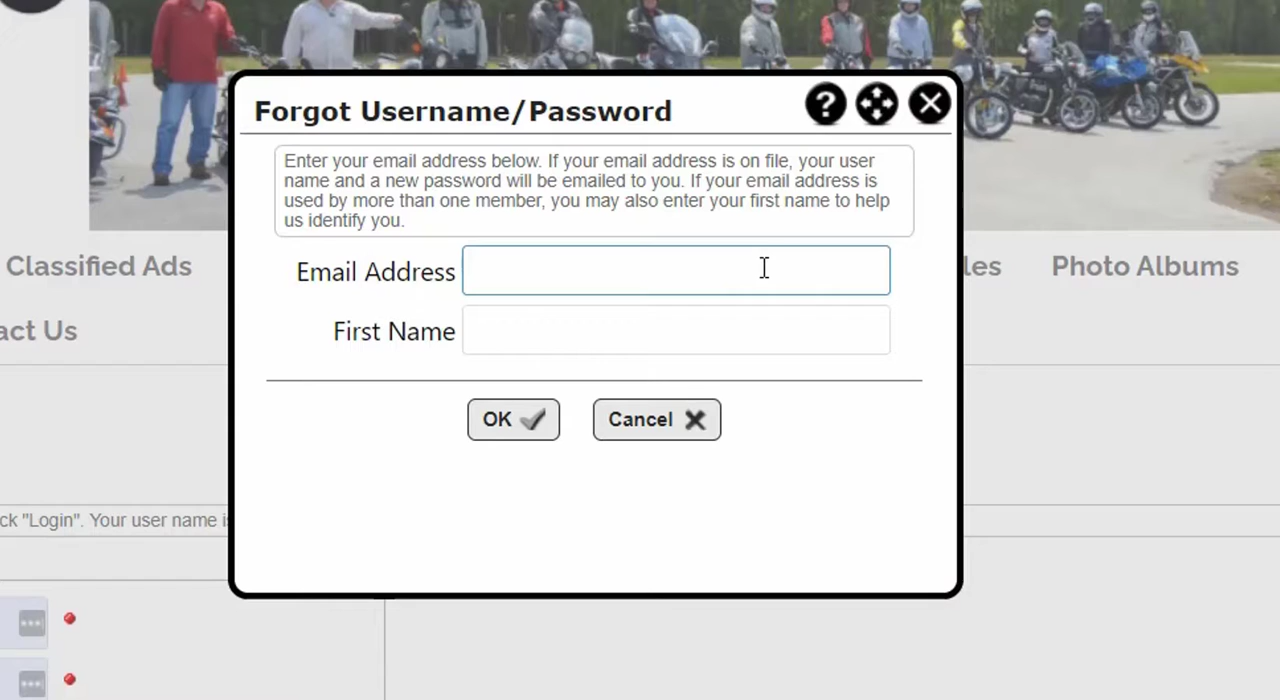 Forgot Username/Password
Enter your email address below. If your email address is on file, your user
name and a new password will be emailed to you. If your email address is
used by more than one member, you may also enter your first name to help
us identify you.
Classified Ads
Photo Albums
Email Address
First Name
Us
OK
Cancel
"Login". Your user name